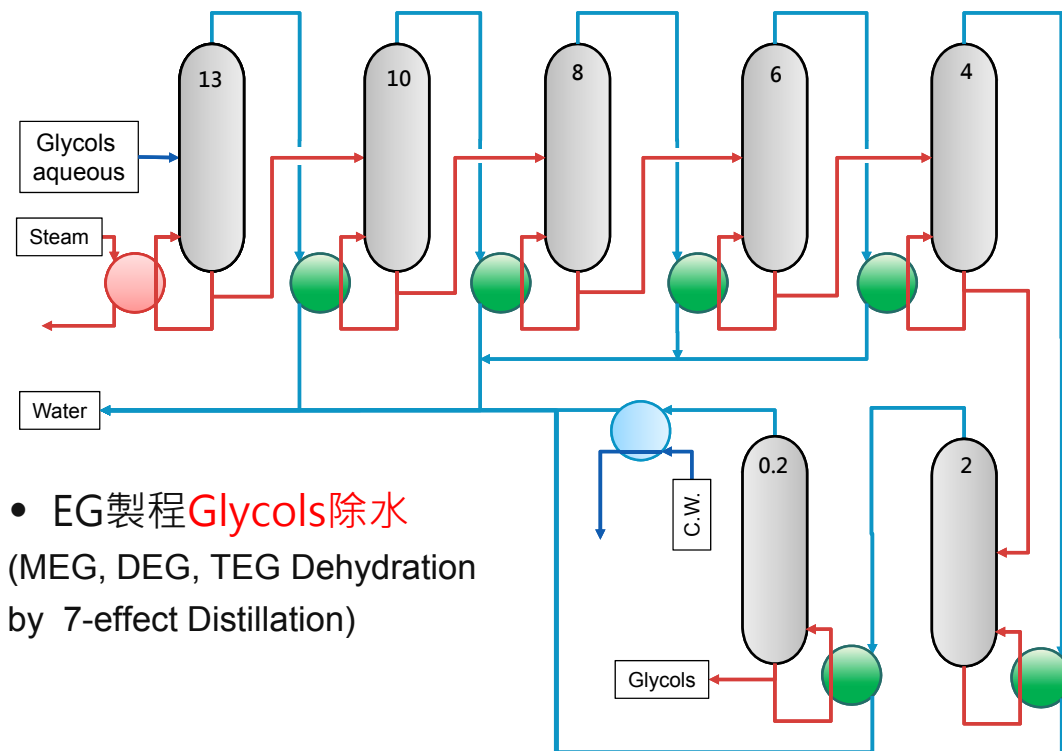 13
10
8
6
4
Glycols
aqueous
Steam
Water
0.2
2
C.W.
• EG製程Glycols除水
(MEG, DEG, TEG Dehydration
by 7-effect Distillation)
Glycols